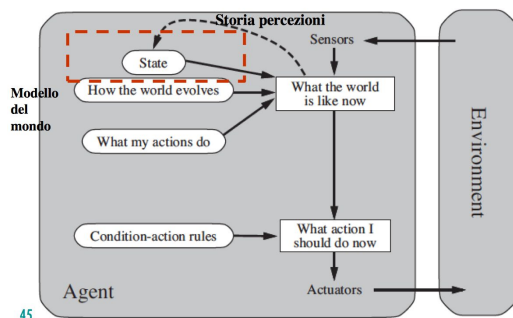 Storia percezioni
Sensors
State
How the world evolves
What the world
is like now
Modello
del
mondo
What my actions do
Environment
Condition-action rules
What action I
should do now
Agent
Actuators
45